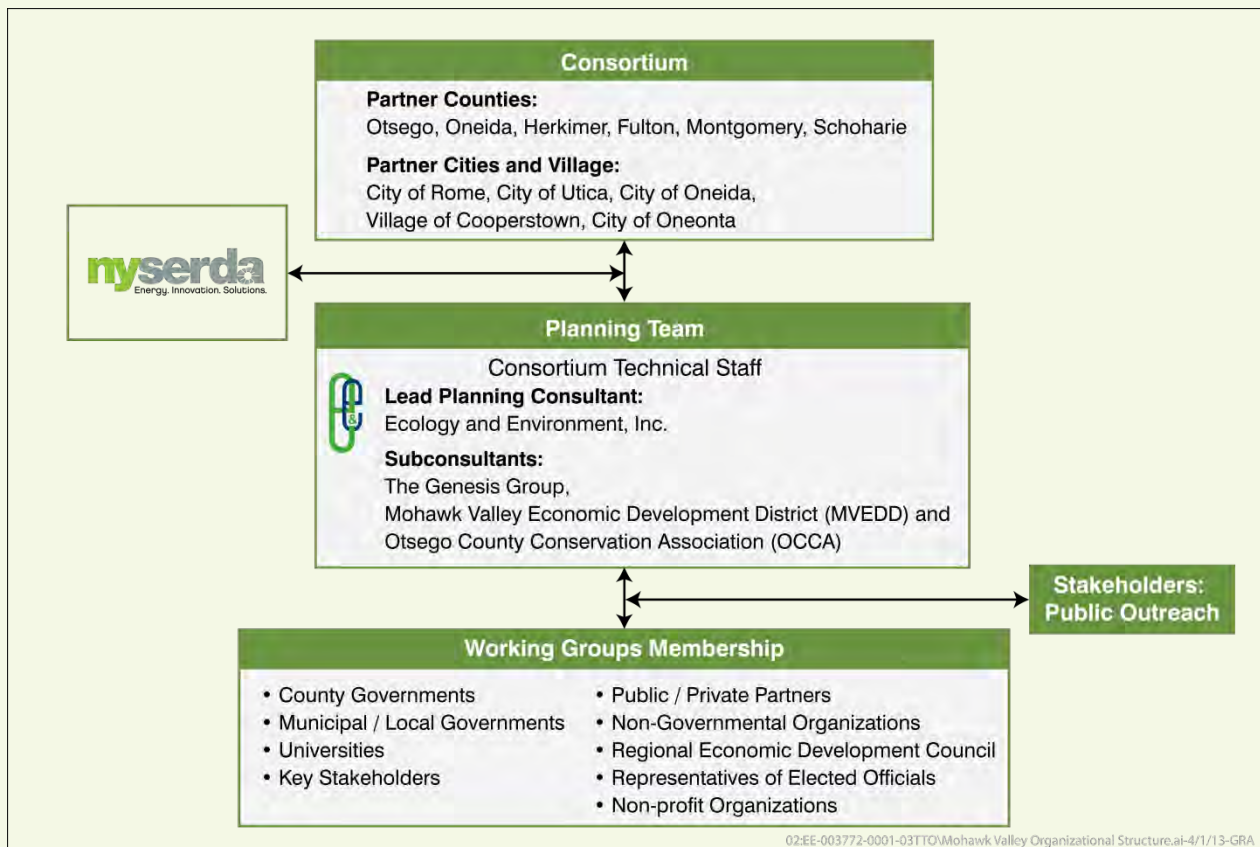 Consortium
Partner Counties:
Otsego, Oneida, Herkimer, Fulton, Montgomery, Schoharie
Partner Cities and Village:
City of Rome, City of Utica, City of Oneida,
Village of Cooperstown, City of Oneonta
nyserda
Energy. Innovation. Solutions.
Planning Team
Consortium Technical Staff
Lead Planning Consultant:
Ecology and Environment, Inc.
&
Subconsultants:
The Genesis Group,
Mohawk Valley Economic Development District (MVEDD) and
Otsego County Conservation Association (OCCA)
Stakeholders:
Public Outreach
Working Groups Membership
• County Governments
• Municipal / Local Governments
• Universities
• Key Stakeholders
• Public / Private Partners
• Non-Governmental Organizations
• Regional Economic Development Council
• Representatives of Elected Officials
• Non-profit Organizations
02:EE-003772-0001-03TTO\Mohawk Valley Organizational Structure.ai-4/1/13-GRA